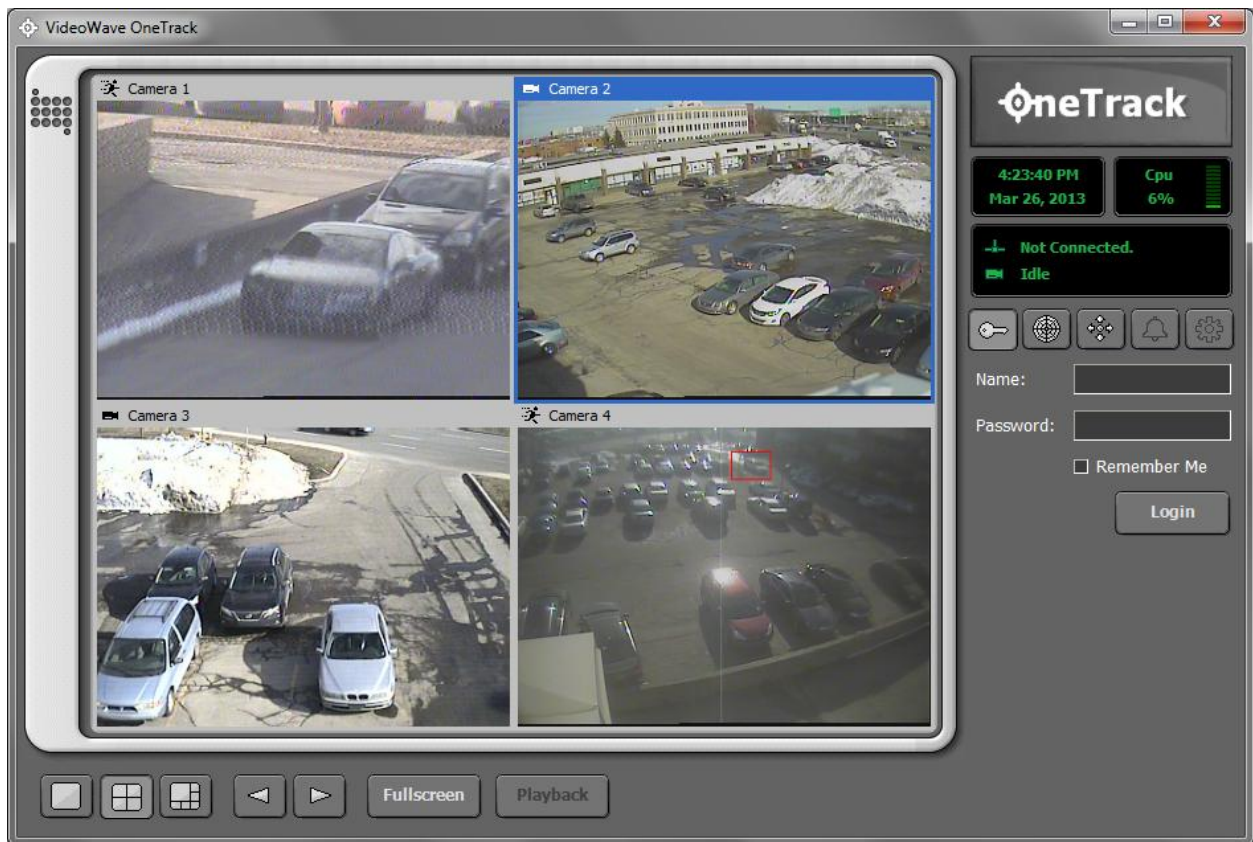 VideoWave OneTrack
Camera 1
Camera 2
Camera 3
Camera 4
OneTrack
4:23:40 PM
Mar 26, 2013
Cpu
6%
Not Connected.
Idle
Name:
Password:
Remember Me
Login
Fullscreen
Playback